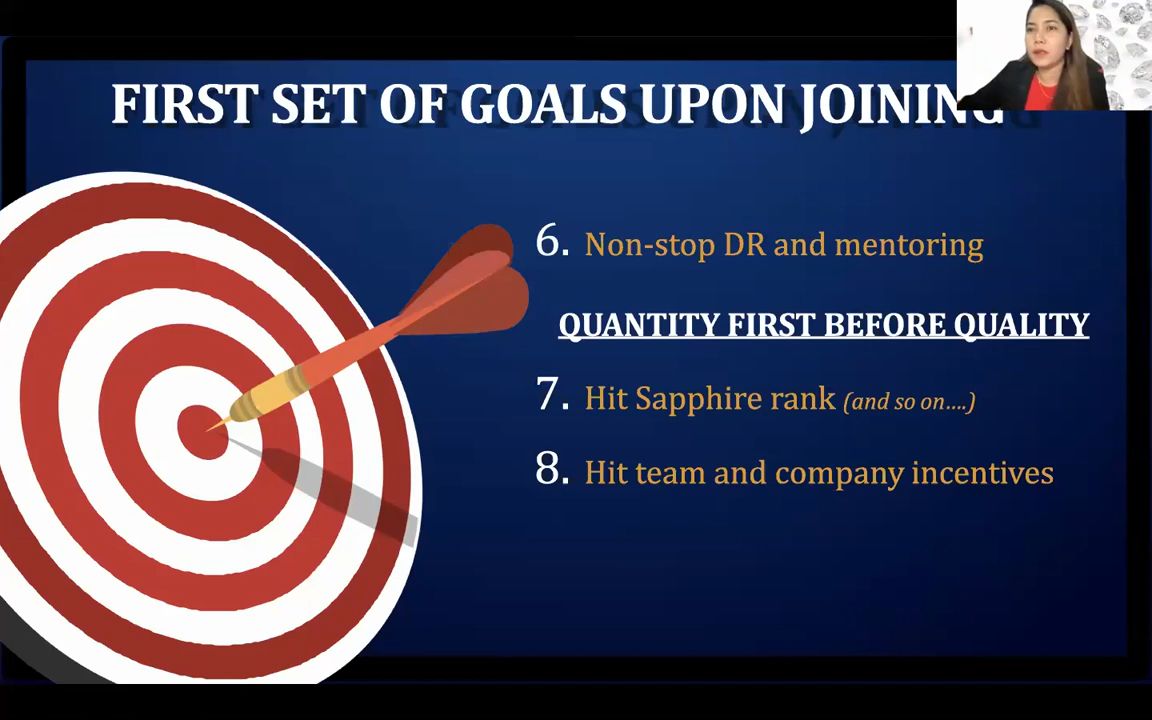 FIRST SET OF GOALS UPON JOINING
6. Non-stop DR and mentoring
QUANTITY FIRST BEFORE QUALITY
7. Hit Sapphire rank (and so on....)
8. Hit team and company incentives